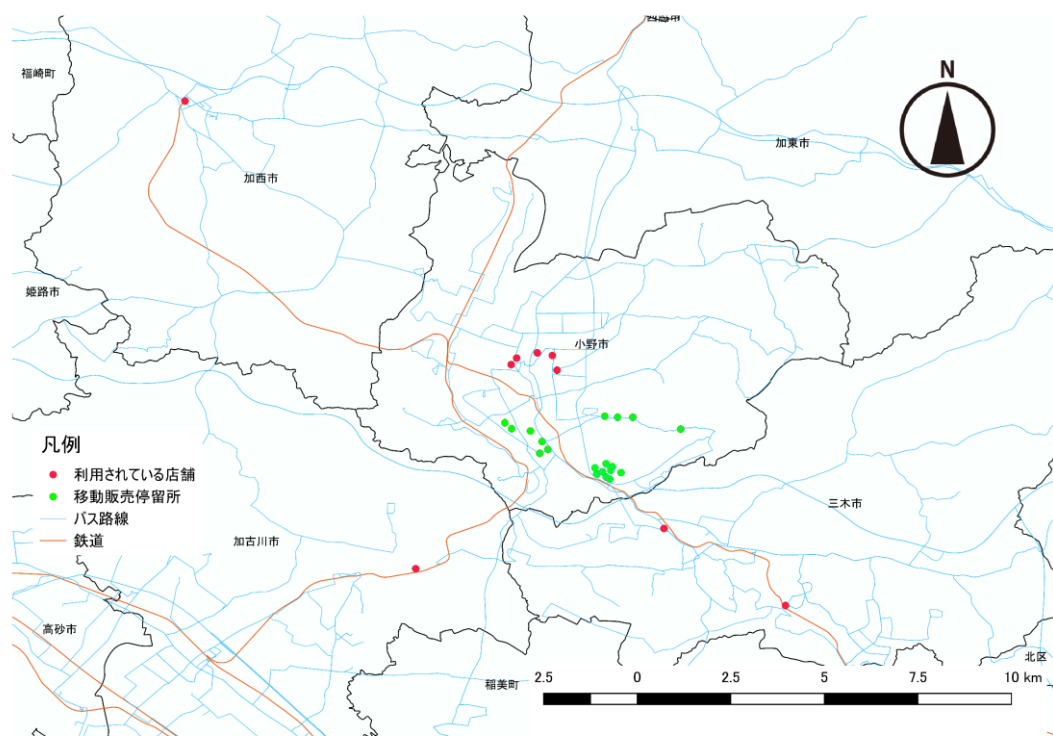 福崎町
N
加東市
加西市
姫路市
小野市
凡例
利用されている店舗
移動販売停留所
バス路線
鉄道
三木市
加古川市
高砂市
北区
稲美町
2.5 0 2.5 5 7.5 10 km